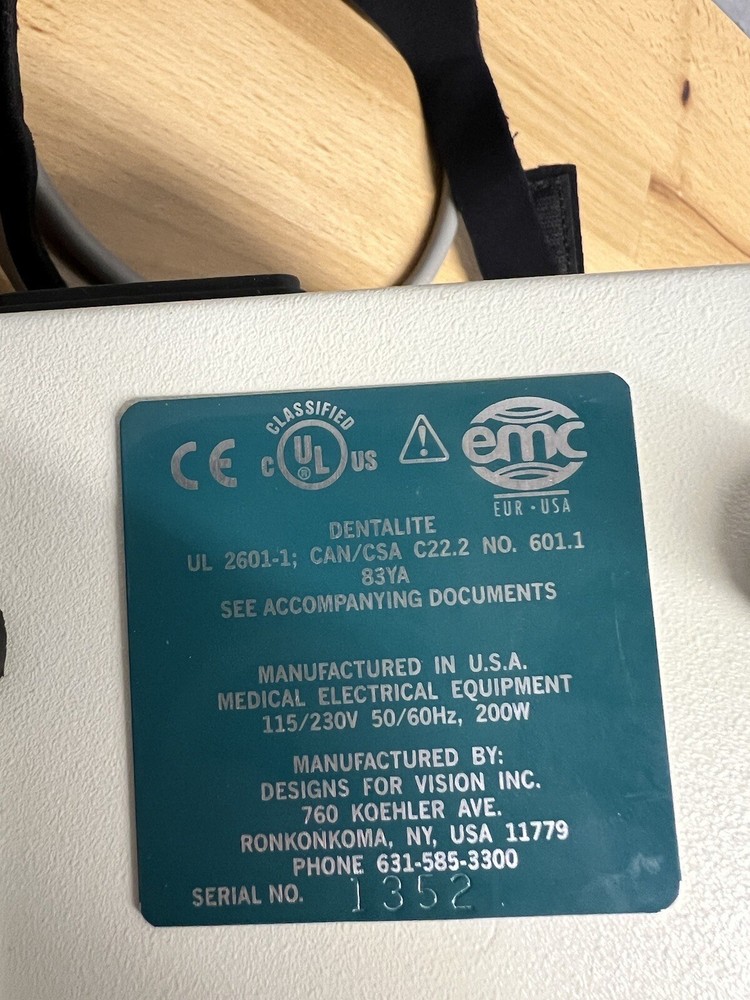 CE
CLASSIFIED
C UL ® US
emc
EUR · USA
DENTALITE
UL 2601-1; CAN/CSA C22.2 NO. 601.1
83YA
SEE ACCOMPANYING DOCUMENTS
MANUFACTURED IN U.S.A.
MEDICAL ELECTRICAL EQUIPMENT
115/230V 50/60Hz, 200W
MANUFACTURED BY:
DESIGNS FOR VISION INC.
760 KOEHLER AVE.
RONKONKOMA, NY, USA 11779
PHONE 631-585-3300
SERIAL NO. 1352